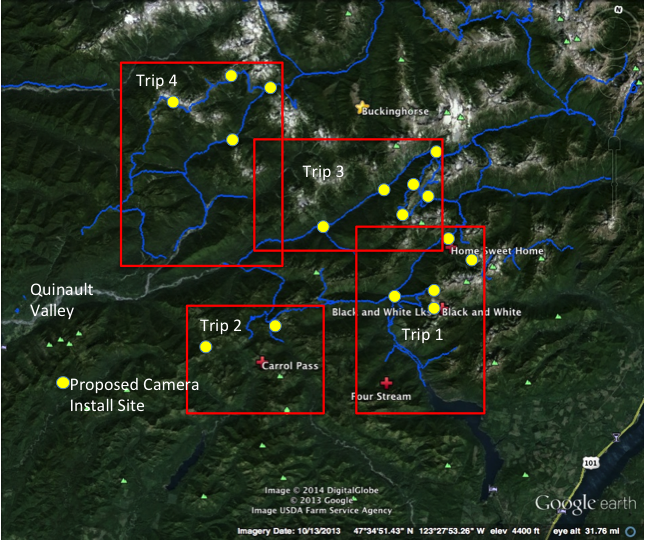 Trip 4
Buckinghorse
Trip 3
Home Sweet Home
Quinault
Valley
Black and White Lks
Black and White
Trip 2
Trip 1
Carrol Pass
Proposed Camera
Install Site
Four Stream
101
Image © 2014 DigitalGlobe
© 2013 Google
Image USDA Farm Service Agency
Google earth
Imagery Date: 10/13/2013 47°34'51.43" N 123°27'53.26" W elev 4400 ft eye alt 31.76 mi